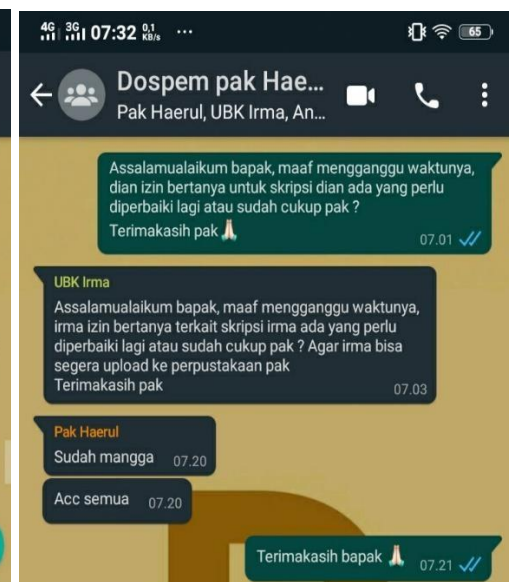 4G 3G 07:32 0,1 KB/s ...
65
Dospem pak Hae...
Pak Haerul, UBK Irma, An...
Assalamualaikum bapak, maaf mengganggu waktunya,
dian izin bertanya untuk skripsi dian ada yang perlu
diperbaiki lagi atau sudah cukup pak ?
Terimakasih pak 🙏🏻
07.01
UBK Irma
Assalamualaikum bapak, maaf mengganggu waktunya,
irma izin bertanya terkait skripsi irma ada yang perlu
diperbaiki lagi atau sudah cukup pak ? Agar irma bisa
segera upload ke perpustakaan pak
Terimakasih pak
07.03
Pak Haerul
Sudah mangga 07.20
Acc semua 07.20
Terimakasih bapak 🙏🏻 07.21